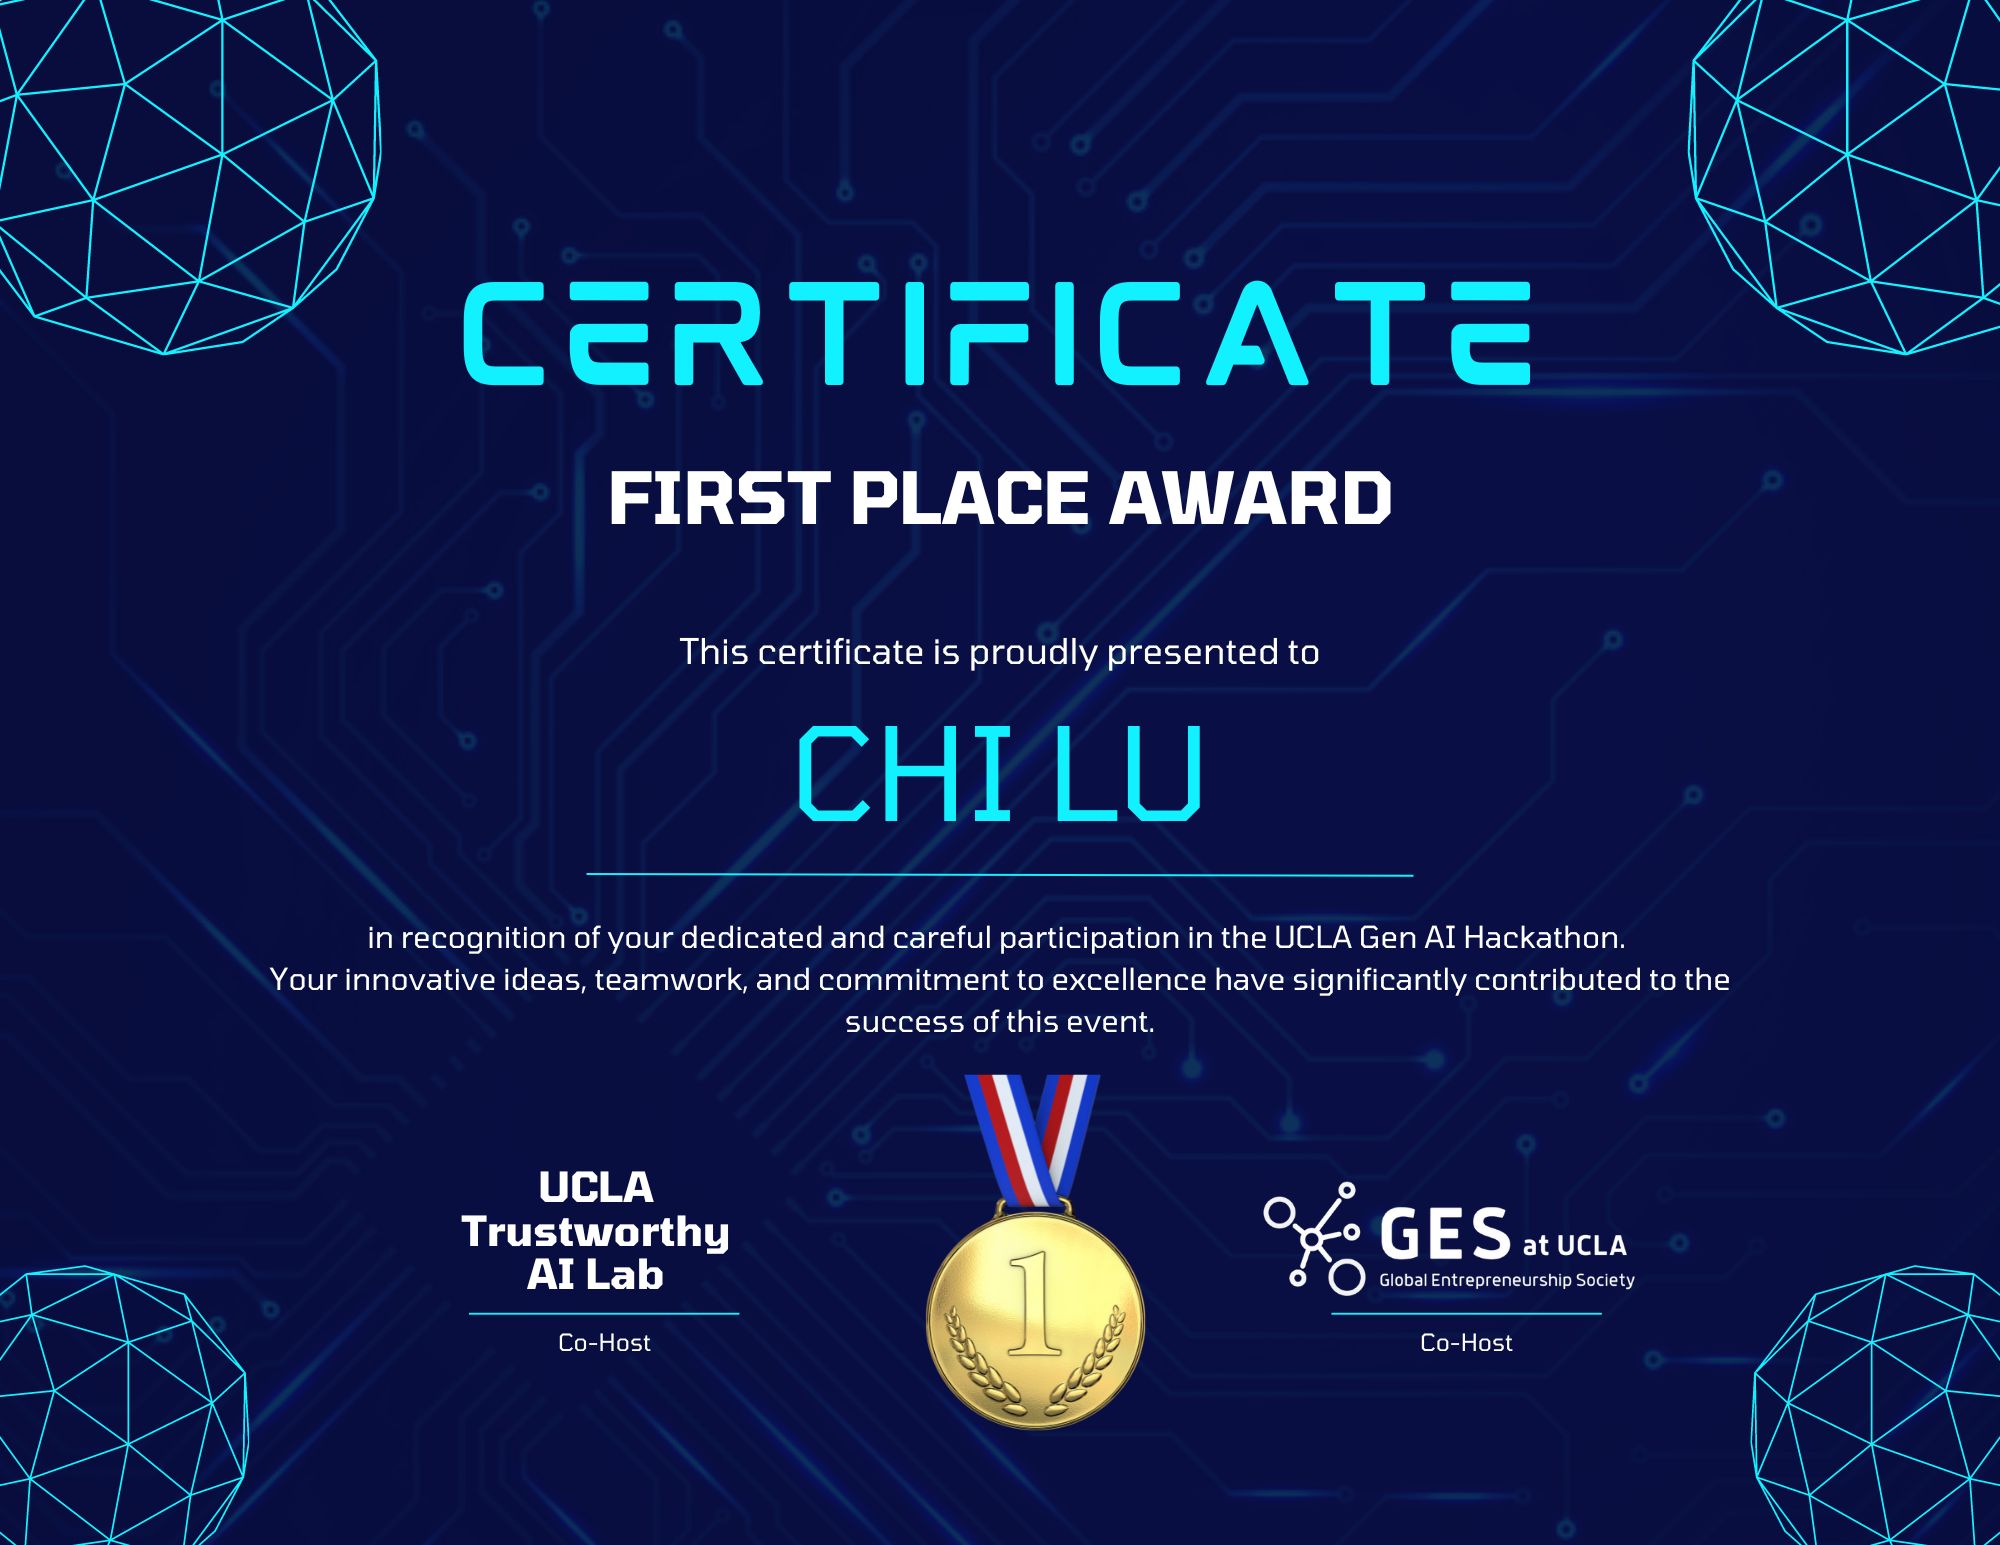 CERTIFICATE
FIRST PLACE AWARD
This certificate is proudly presented to
CHI LU
in recognition of your dedicated and careful participation in the UCLA Gen AI Hackathon.
Your innovative ideas, teamwork, and commitment to excellence have significantly contributed to the
success of this event.
UCLA
Trustworthy
AI Lab
Co-Host
1
GES at UCLA
Global Entrepreneurship Society
Co-Host